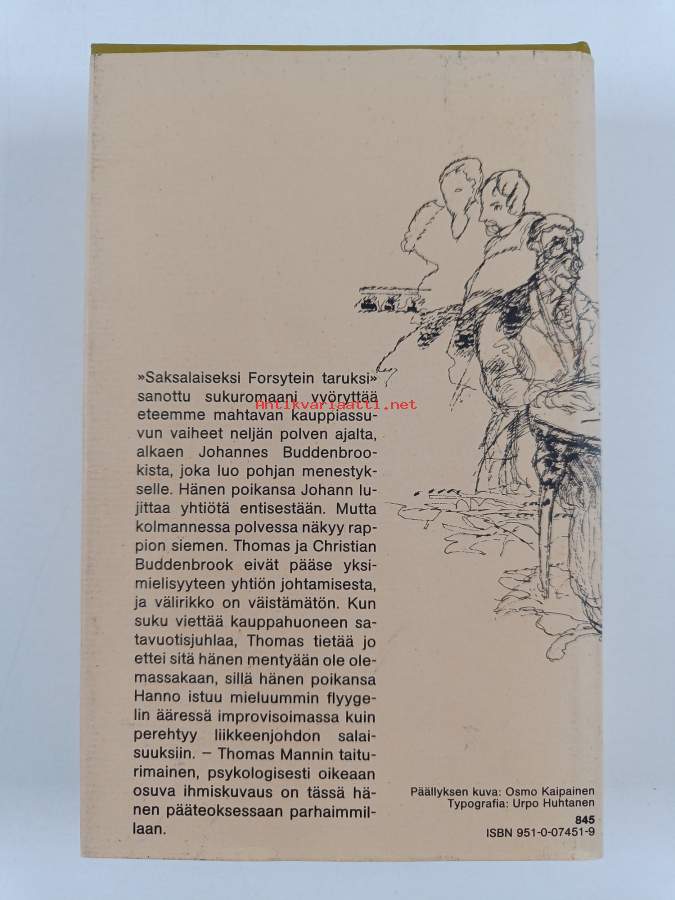 »Saksalaiseksi Forsytein taruksi»
sanottu sukuromaani vyöryttää
eteemme mahtavan kauppiassu-
Antikvariaatti.net
vun vaiheet neljän polven ajalta,
alkaen Johannes Buddenbroo-
kista, joka luo pohjan menestyk-
selle. Hänen poikansa Johann lu-
jittaa yhtiötä entisestään. Mutta
kolmannessa polvessa näkyy rap-
pion siemen. Thomas ja Christian
Buddenbrook eivät pääse yksi-
mielisyyteen yhtiön johtamisesta,
ja välirikko on väistämätön. Kun
suku viettää kauppahuoneen sa-
tavuotisjuhlaa, Thomas tietää jo
ettei sitä hänen mentyään ole ole-
massakaan, sillä hänen poikansa
Hanno istuu mieluummin flyyge-
lin ääressä improvisoimassa kuin
perehtyy liikkeenjohdon salai-
suuksiin. – Thomas Mannin taitu-
rimainen, psykologisesti oikeaan
osuva ihmiskuvaus on tässä hä-
nen pääteoksessaan parhaimmil-
laan.
Päällyksen kuva: Osmo Kaipainen
Typografia: Urpo Huhtanen
845
ISBN 951-0-07451-9